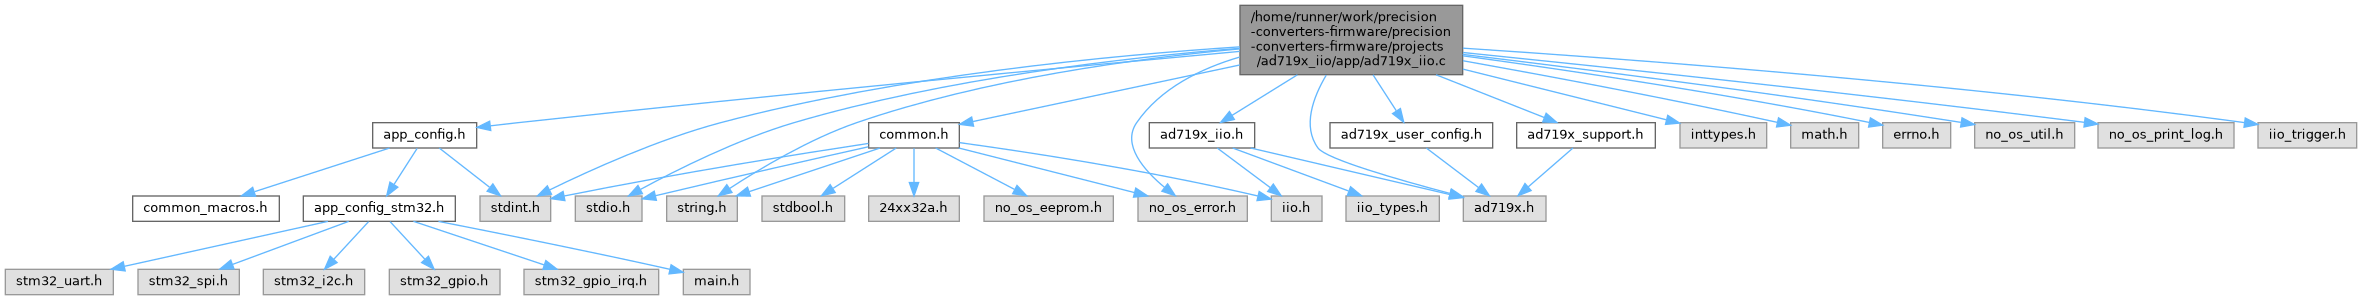 /home/runner/work/precision
-converters-firmware/precision
-converters-firmware/projects
/ad719x_iio/app/ad719x_iio.c
app_config.h
common.h
ad719x_iio.h
ad719x_user_config.h
ad719x_support.h
inttypes.h
math.h
errno.h
no_os_util.h
no_os_print_log.h
iio_trigger.h
common_macros.h
app_config_stm32.h
stdint.h
stdio.h
string.h
stdbool.h
24xx32a.h
no_os_eeprom.h
no_os_error.h
iio.h
iio_types.h
ad719x.h
stm32_uart.h
stm32_spi.h
stm32_i2c.h
stm32_gpio.h
stm32_gpio_irq.h
main.h